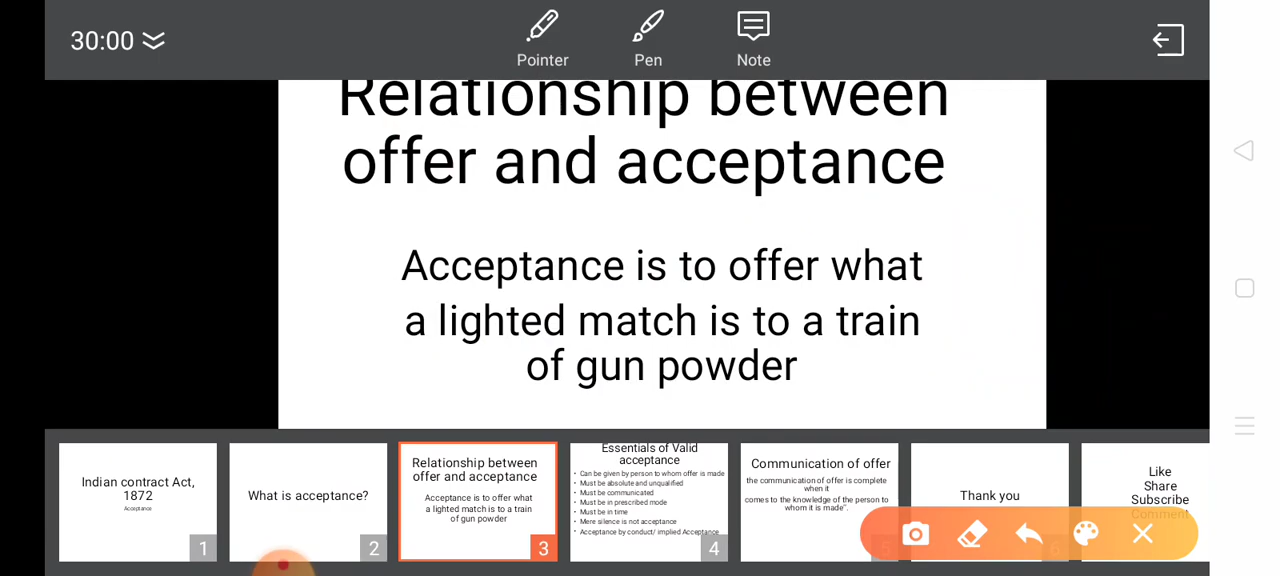 30:00
Pointer
Pen
Note
Relationship between
offer and acceptance
Acceptance is to offer what
a lighted match is to a train
of gun powder
Indian contract Act,
1872
Acceptance
1
What is acceptance?
2
Relationship between
offer and acceptance
Acceptance is to offer what
a lighted match is to a train
of gun powder
3
Essentials of Valid
acceptance
• Can be given by person to whom offer is made
• Must be absolute and unqualified
• Must be communicated
• Must be in prescribed mode
• Must be in time
• Mere silence is not acceptance
• Acceptance by conduct/ implied Acceptance
4
Communication of offer
the communication of offer is complete
when it
comes to the knowledge of the person to
whom it is made".
5
Thank you
6
Like
Share
Subscribe
Comment